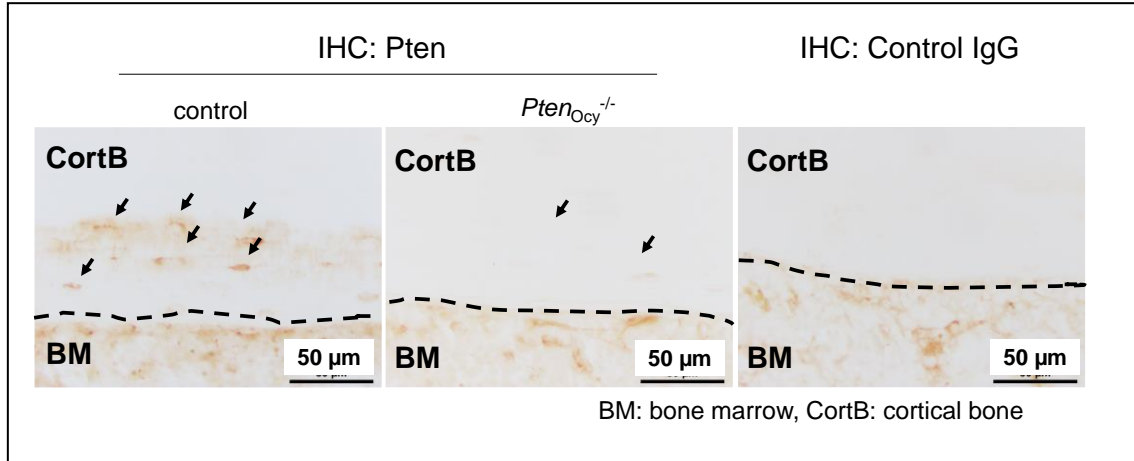 IHC: Pten
IHC: Control IgG
control
Pten_Ocy^-/-
CortB
CortB
CortB
BM
50 µm
BM
50 µm
BM
50 µm
BM: bone marrow, CortB: cortical bone